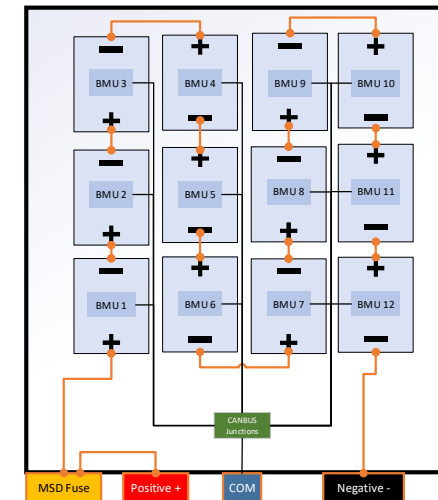 BMU 3
BMU 4
BMU 9
BMU 10
BMU 2
BMU 5
BMU 8
BMU 11
BMU 1
BMU 6
BMU 7
BMU 12
CANBUS
Junctions
MSD Fuse
Positive +
COM
Negative -